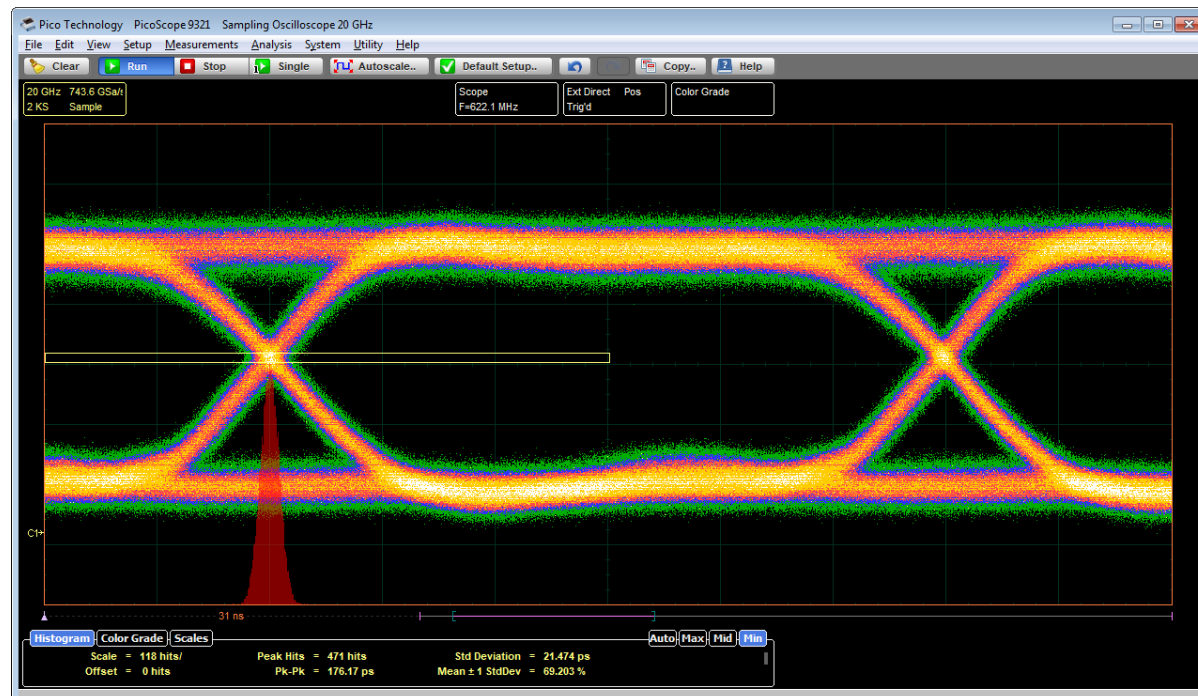 Pico Technology PicoScope 9321 Sampling Oscilloscope 20 GHz
File Edit View Setup Measurements Analysis System Utility Help
Clear Run Stop Single Autoscale.. Default Setup.. Copy.. Help
20 GHz 743.6 GSa/s Scope Ext Direct Pos Color Grade
2 KS Sample F=622.1 MHz Trig'd
C1
31 ns
Histogram Color Grade Scales Auto Max Mid Min
Scale = 118 hits/ Peak Hits = 471 hits Std Deviation = 21.474 ps
Offset = 0 hits Pk-Pk = 176.17 ps Mean ± 1 StdDev = 69.203 %